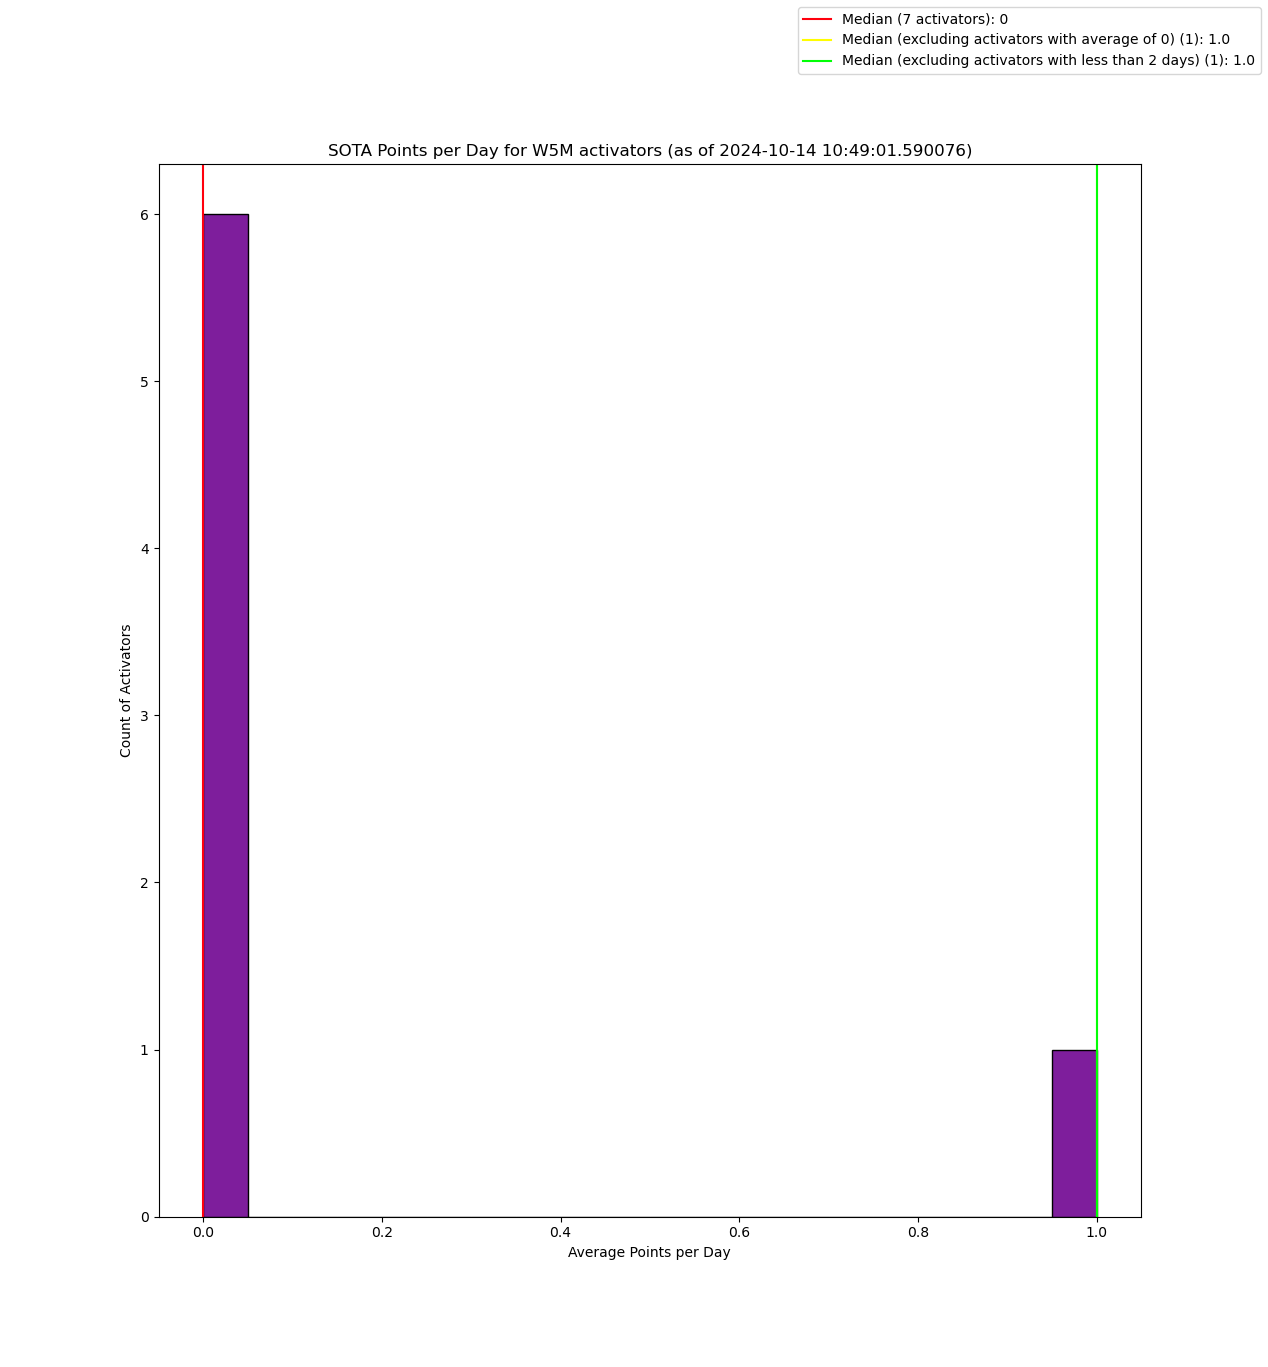 Median (7 activators): 0
Median (excluding activators with average of 0) (1): 1.0
Median (excluding activators with less than 2 days) (1): 1.0
SOTA Points per Day for W5M activators (as of 2024-10-14 10:49:01.590076)
6
5
4
3
2
1
0
Count of Activators
0.0 0.2 0.4 0.6 0.8 1.0
Average Points per Day